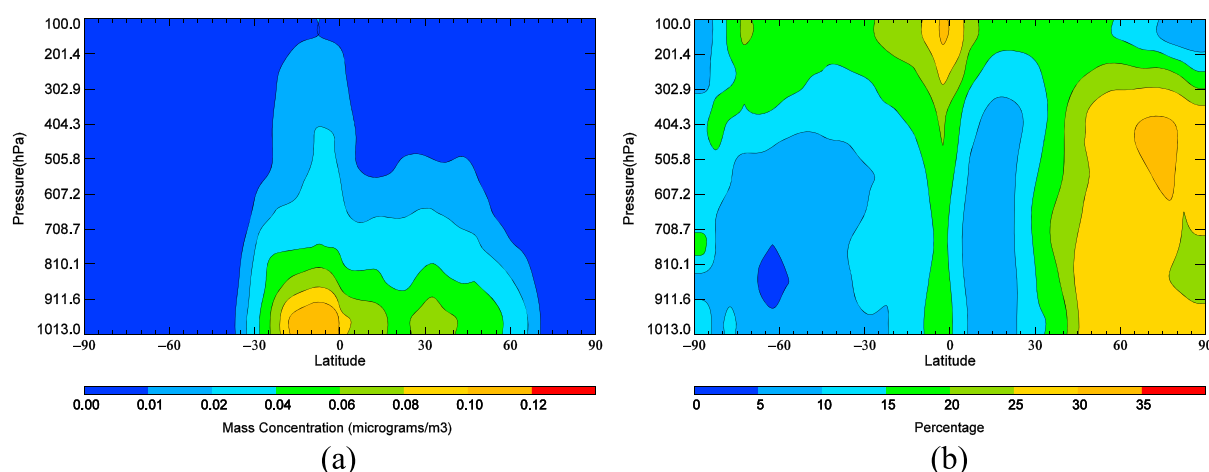 100.0
201.4
302.9
404.3
505.8
607.2
708.7
810.1
911.6
1013.0
Pressure(hPa)
−90 −60 −30 0 30 60 90
Latitude
0.00 0.01 0.02 0.04 0.06 0.08 0.10 0.12
Mass Concentration (micrograms/m3)
(a)
100.0
201.4
302.9
404.3
505.8
607.2
708.7
810.1
911.6
1013.0
Pressure(hPa)
−90 −60 −30 0 30 60 90
Latitude
0 5 10 15 20 25 30 35
Percentage
(b)